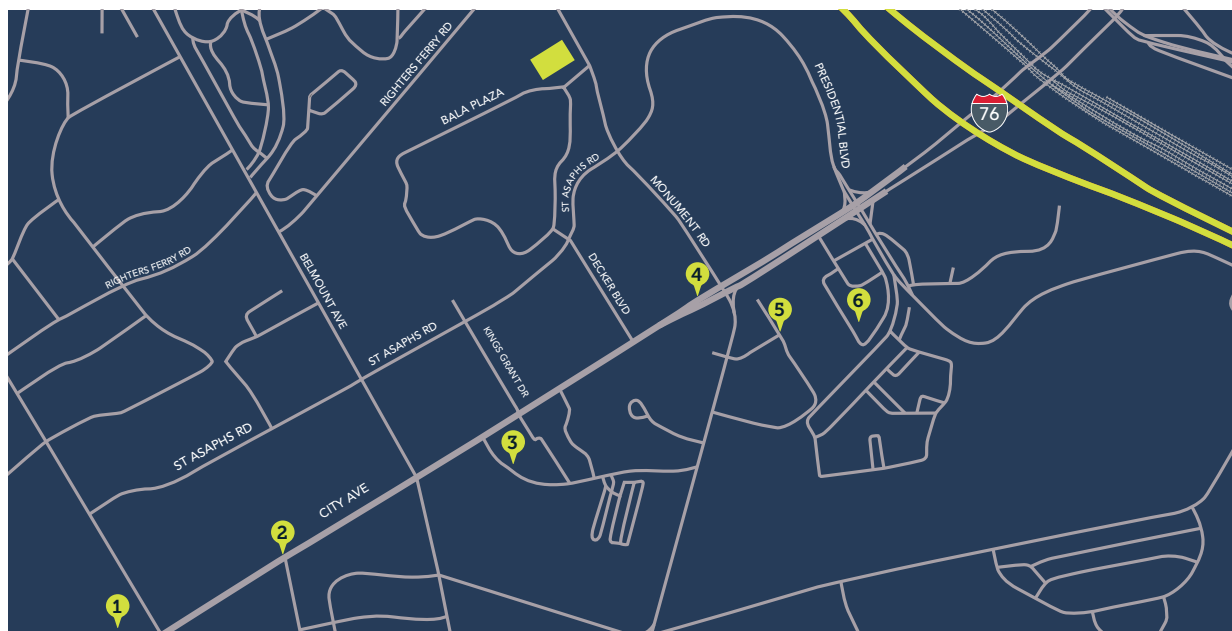 RIGHTERS FERRY RD
BALA PLAZA
PRESIDENTIAL BLVD
76
ST ASAPHS RD
MONUMENT RD
RIGHTERS FERRY RD
BELMOUNT AVE
DECKER BLVD
4
5
6
ST ASAPHS RD
KINGS GRANT DR
ST ASAPHS RD
3
CITY AVE
2
1